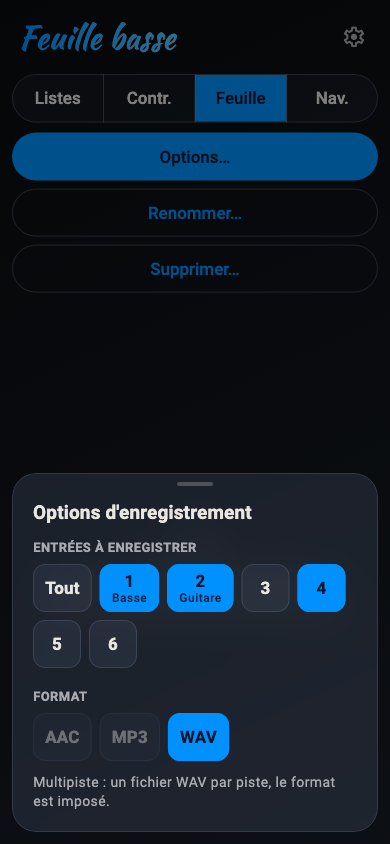 Feuille basse
Listes
Contr.
Feuille
Nav.
Options…
Renommer…
Supprimer…
Options d'enregistrement
ENTRÉES À ENREGISTRER
Tout
1
Basse
2
Guitare
3
4
5
6
FORMAT
AAC
MP3
WAV
Multipiste : un fichier WAV par piste, le format
est imposé.